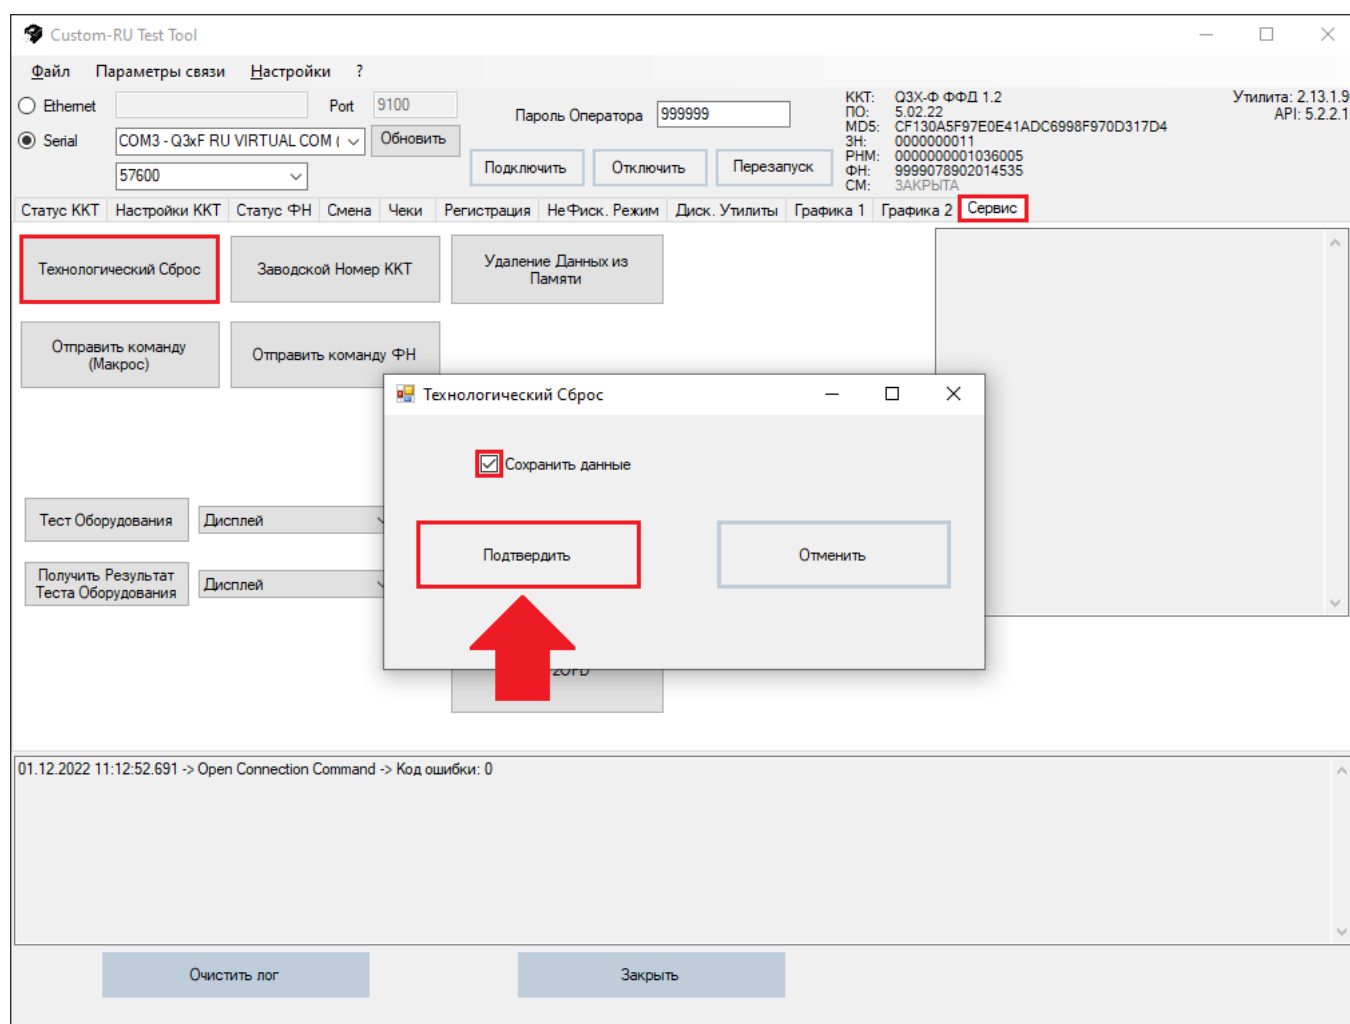 Custom-RU Test Tool
Файл Параметры связи Настройки ?
Ethernet Port 9100
Serial COM3 - Q3xF RU VIRTUAL COM ( Обновить
57600
Пароль Оператора 999999
Подключить Отключить Перезапуск
ККТ: Q3X-Ф ФФД 1.2
ПО: 5.02.22
MD5: CF130A5F97E0E41ADC6998F970D317D4
ЗН: 0000000011
РНМ: 0000000001036005
ФН: 9999078902014535
СМ: ЗАКРЫТА
Утилита: 2.13.1.9
API: 5.2.2.1
Статус ККТ Настройки ККТ Статус ФН Смена Чеки Регистрация Не Фиск. Режим Диск. Утилиты Графика 1 Графика 2 Сервис
Технологический Сброс Заводской Номер ККТ
Удаление Данных из
Памяти
Отправить команду
(Макрос)
Отправить команду ФН
Технологический Сброс
Сохранить данные
Подтвердить Отменить
Тест Оборудования Дисплей
Получить Результат
Теста Оборудования
Дисплей
01.12.2022 11:12:52.691 -> Open Connection Command -> Код ошибки: 0
Очистить лог Закрыть